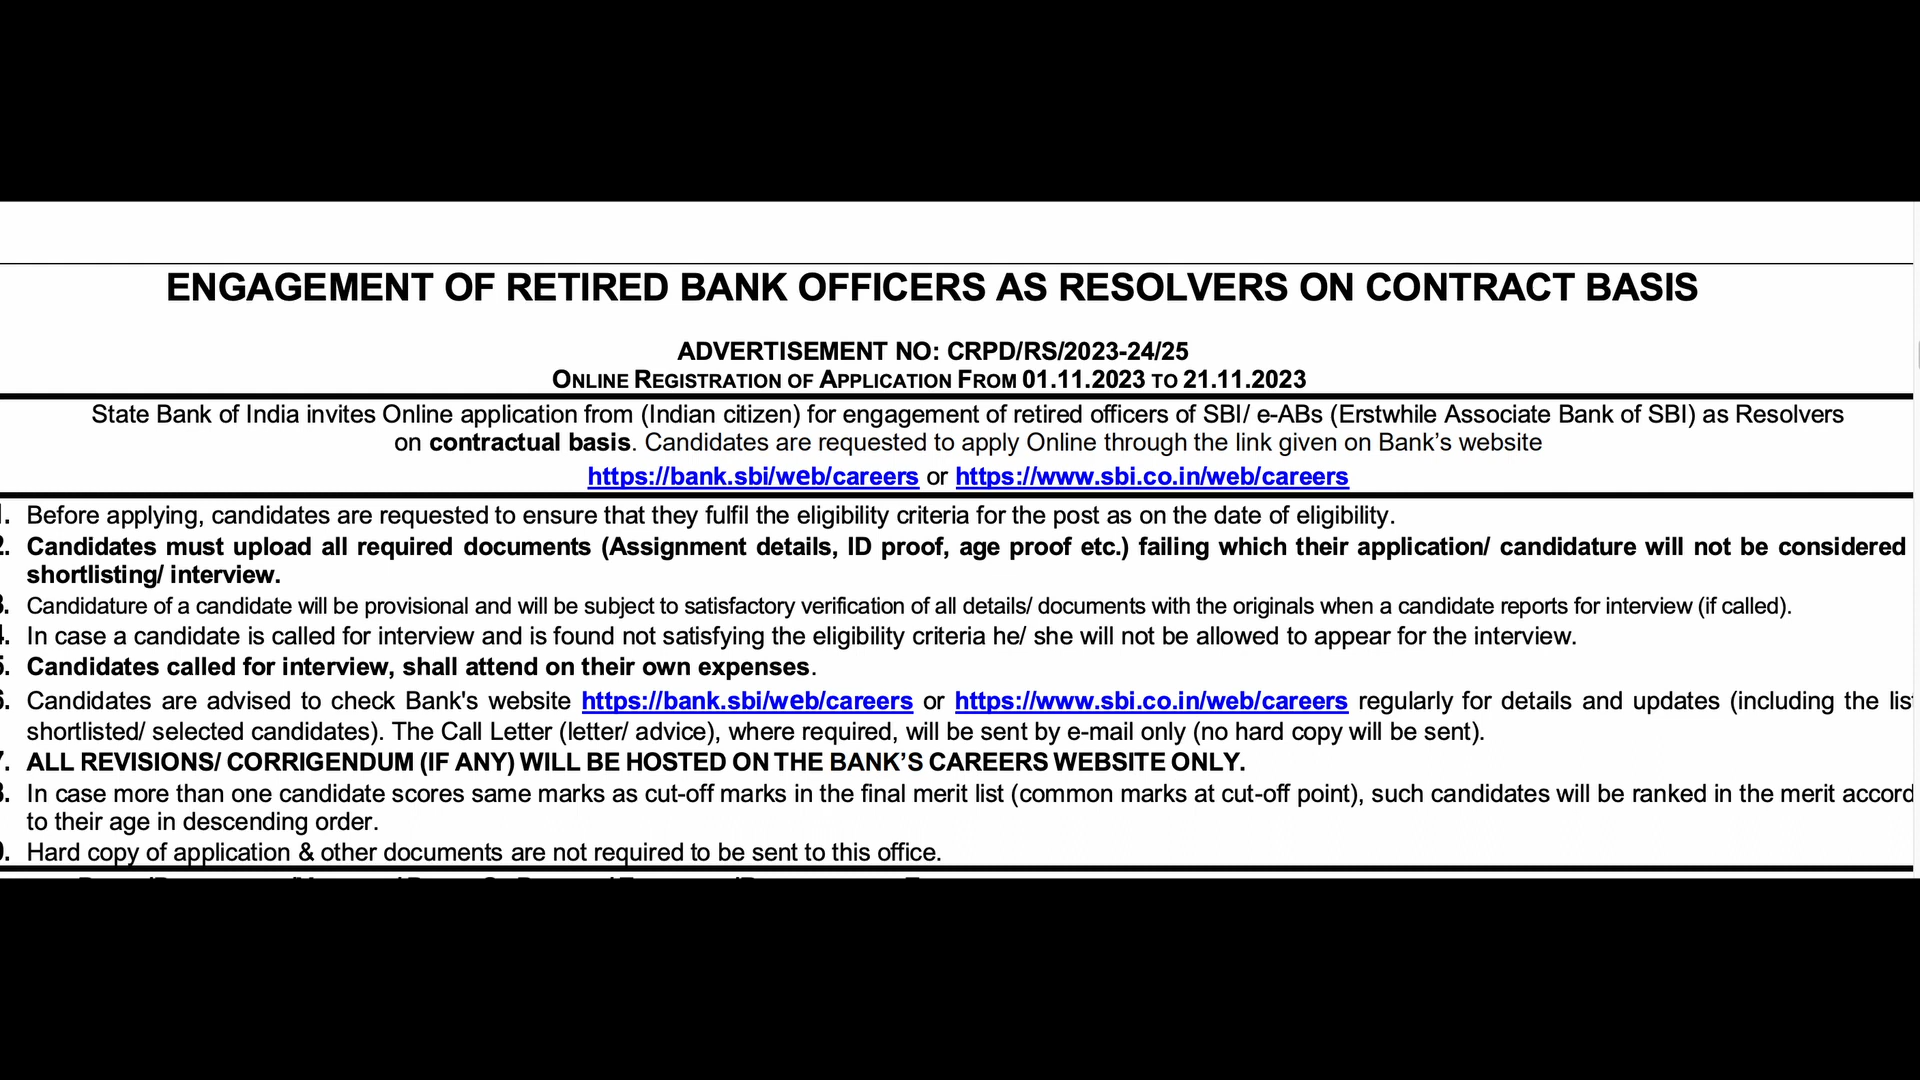 ENGAGEMENT OF RETIRED BANK OFFICERS AS RESOLVERS ON CONTRACT BASIS
ADVERTISEMENT NO: CRPD/RS/2023-24/25
ONLINE REGISTRATION OF APPLICATION FROM 01.11.2023 TO 21.11.2023
State Bank of India invites Online application from (Indian citizen) for engagement of retired officers of SBI/ e-ABs (Erstwhile Associate Bank of SBI) as Resolvers
on contractual basis. Candidates are requested to apply Online through the link given on Bank’s website
https://bank.sbi/web/careers or https://www.sbi.co.in/web/careers
Before applying, candidates are requested to ensure that they fulfil the eligibility criteria for the post as on the date of eligibility.
Candidates must upload all required documents (Assignment details, ID proof, age proof etc.) failing which their application/ candidature will not be considered
shortlisting/ interview.
Candidature of a candidate will be provisional and will be subject to satisfactory verification of all details/ documents with the originals when a candidate reports for interview (if called).
In case a candidate is called for interview and is found not satisfying the eligibility criteria he/ she will not be allowed to appear for the interview.
Candidates called for interview, shall attend on their own expenses.
Candidates are advised to check Bank's website https://bank.sbi/web/careers or https://www.sbi.co.in/web/careers regularly for details and updates (including the
shortlisted/ selected candidates). The Call Letter (letter/ advice), where required, will be sent by e-mail only (no hard copy will be sent).
ALL REVISIONS/ CORRIGENDUM (IF ANY) WILL BE HOSTED ON THE BANK’S CAREERS WEBSITE ONLY.
In case more than one candidate scores same marks as cut-off marks in the final merit list (common marks at cut-off point), such candidates will be ranked in the merit
to their age in descending order.
Hard copy of application & other documents are not required to be sent to this office.